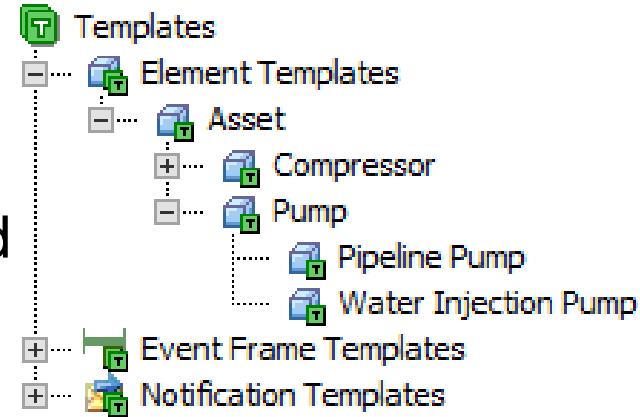 Templates
Element Templates
Asset
Compressor
d
Pump
Pipeline Pump
Water Injection Pump
Event Frame Templates
Notification Templates